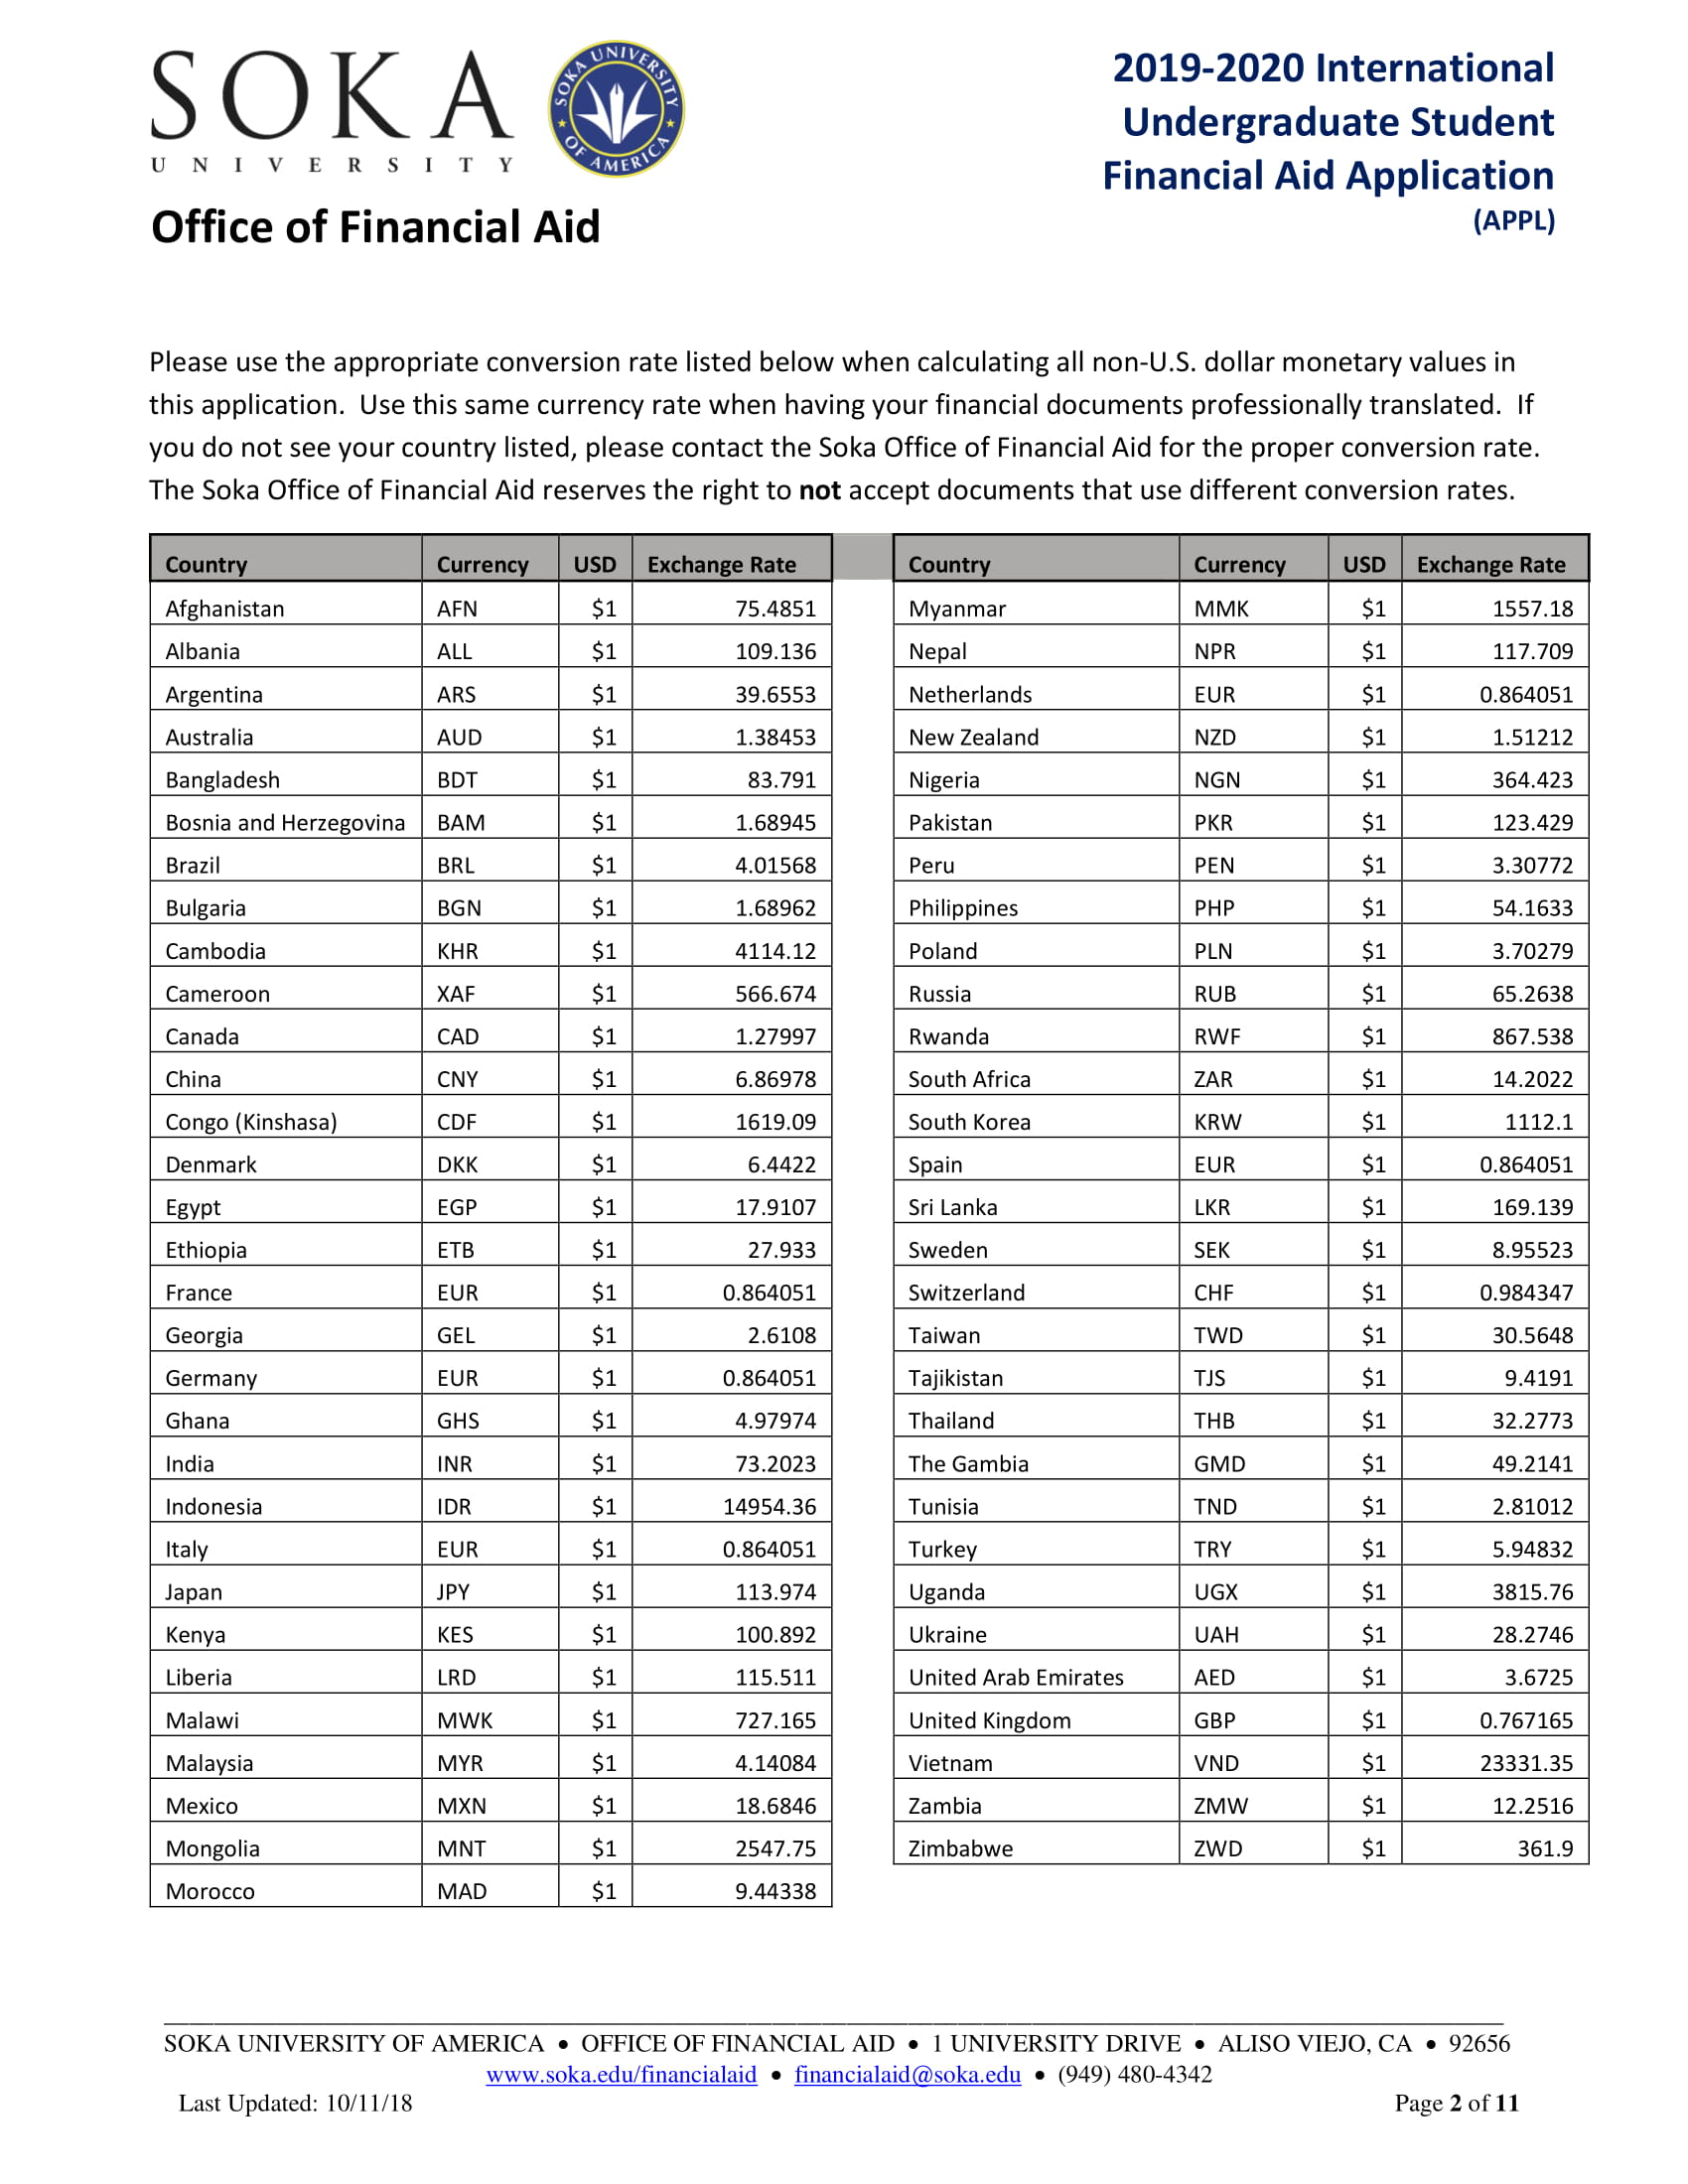 SOKA
UNIVERSITY
SOKA UNIVERSITY OF AMERICA
2019-2020 International
Undergraduate Student
Financial Aid Application
(APPL)
Office of Financial Aid
Please use the appropriate conversion rate listed below when calculating all non-U.S. dollar monetary values in
this application.  Use this same currency rate when having your financial documents professionally translated.  If
you do not see your country listed, please contact the Soka Office of Financial Aid for the proper conversion rate.
The Soka Office of Financial Aid reserves the right to not accept documents that use different conversion rates.
Country Currency USD Exchange Rate Country Currency USD Exchange Rate
Afghanistan AFN $1 75.4851 Myanmar MMK $1 1557.18
Albania ALL $1 109.136 Nepal NPR $1 117.709
Argentina ARS $1 39.6553 Netherlands EUR $1 0.864051
Australia AUD $1 1.38453 New Zealand NZD $1 1.51212
Bangladesh BDT $1 83.791 Nigeria NGN $1 364.423
Bosnia and Herzegovina BAM $1 1.68945 Pakistan PKR $1 123.429
Brazil BRL $1 4.01568 Peru PEN $1 3.30772
Bulgaria BGN $1 1.68962 Philippines PHP $1 54.1633
Cambodia KHR $1 4114.12 Poland PLN $1 3.70279
Cameroon XAF $1 566.674 Russia RUB $1 65.2638
Canada CAD $1 1.27997 Rwanda RWF $1 867.538
China CNY $1 6.86978 South Africa ZAR $1 14.2022
Congo (Kinshasa) CDF $1 1619.09 South Korea KRW $1 1112.1
Denmark DKK $1 6.4422 Spain EUR $1 0.864051
Egypt EGP $1 17.9107 Sri Lanka LKR $1 169.139
Ethiopia ETB $1 27.933 Sweden SEK $1 8.95523
France EUR $1 0.864051 Switzerland CHF $1 0.984347
Georgia GEL $1 2.6108 Taiwan TWD $1 30.5648
Germany EUR $1 0.864051 Tajikistan TJS $1 9.4191
Ghana GHS $1 4.97974 Thailand THB $1 32.2773
India INR $1 73.2023 The Gambia GMD $1 49.2141
Indonesia IDR $1 14954.36 Tunisia TND $1 2.81012
Italy EUR $1 0.864051 Turkey TRY $1 5.94832
Japan JPY $1 113.974 Uganda UGX $1 3815.76
Kenya KES $1 100.892 Ukraine UAH $1 28.2746
Liberia LRD $1 115.511 United Arab Emirates AED $1 3.6725
Malawi MWK $1 727.165 United Kingdom GBP $1 0.767165
Malaysia MYR $1 4.14084 Vietnam VND $1 23331.35
Mexico MXN $1 18.6846 Zambia ZMW $1 12.2516
Mongolia MNT $1 2547.75 Zimbabwe ZWD $1 361.9
Morocco MAD $1 9.44338
SOKA UNIVERSITY OF AMERICA • OFFICE OF FINANCIAL AID • 1 UNIVERSITY DRIVE • ALISO VIEJO, CA • 92656
www.soka.edu/financialaid • financialaid@soka.edu • (949) 480-4342
Last Updated: 10/11/18 Page 2 of 11